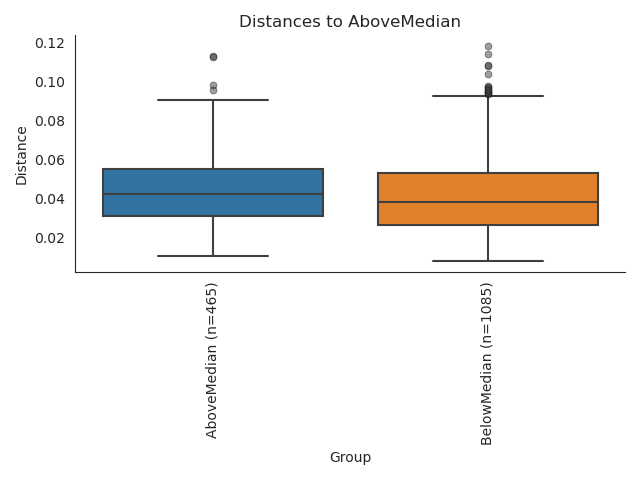 Distances to AboveMedian
Distance
0.12
0.10
0.08
0.06
0.04
0.02
AboveMedian (n=465)
BelowMedian (n=1085)
Group